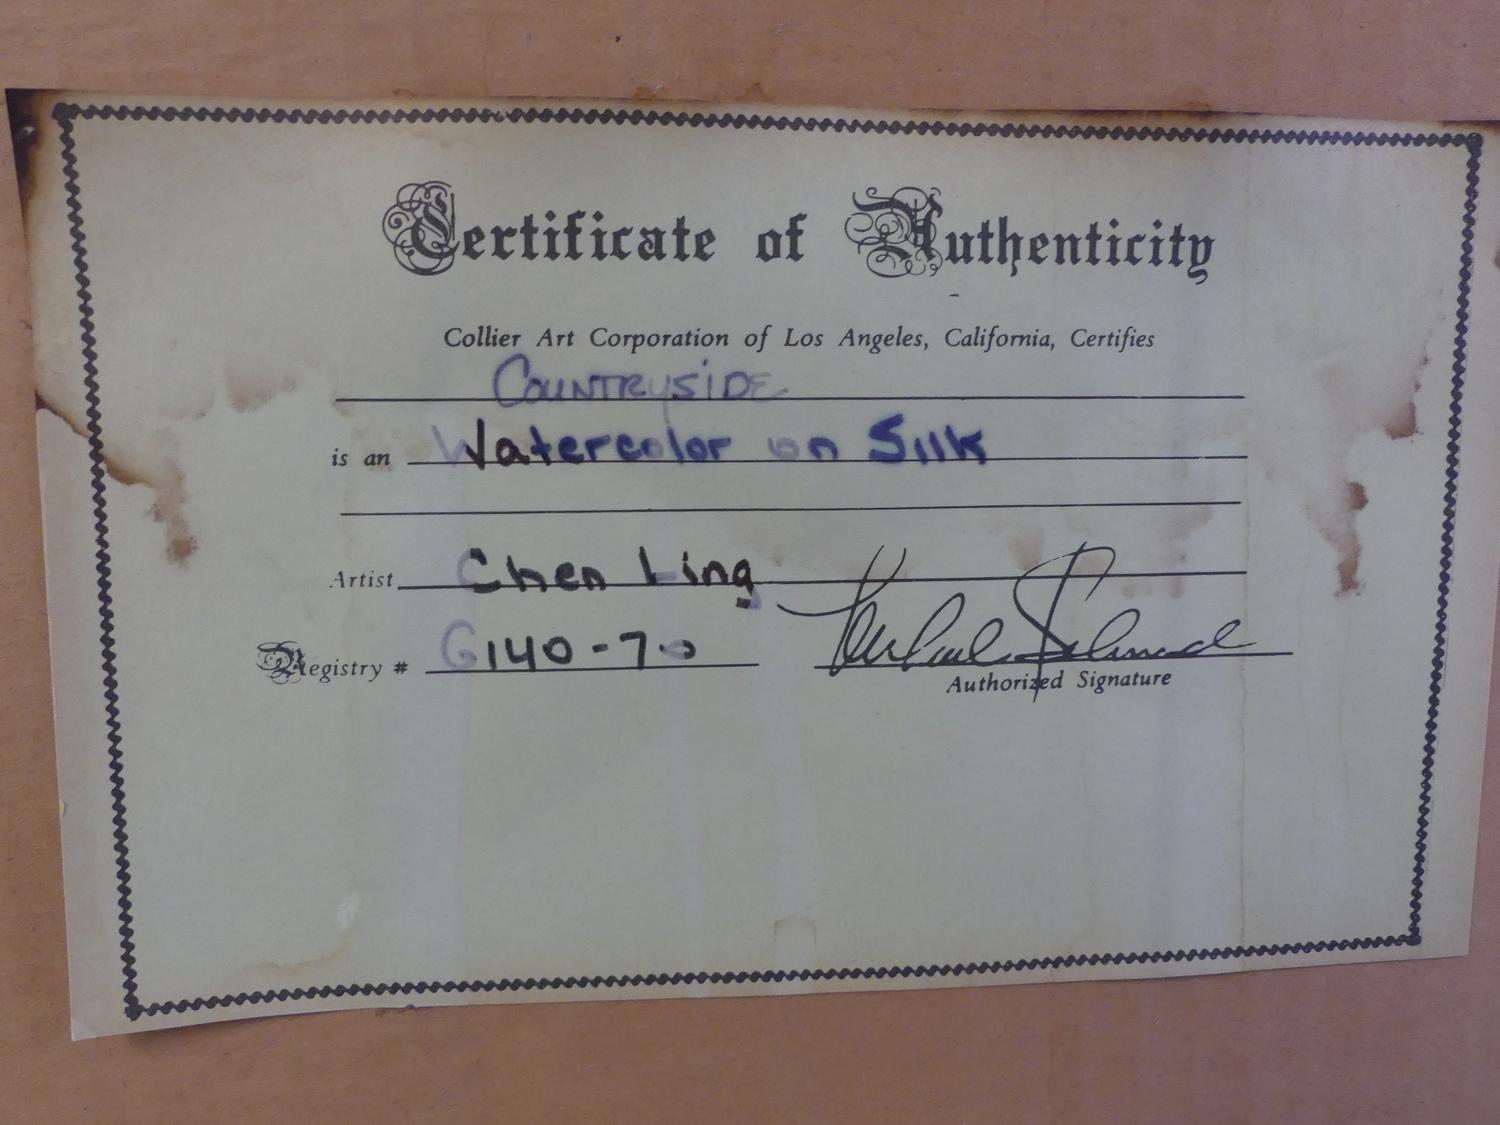 Certificate of Authenticity
Collier Art Corporation of Los Angeles, California, Certifies
COUNTRYSIDE
is an Watercolor on Silk
Artist Chen Ling
Registry # G140-70
Authorized Signature